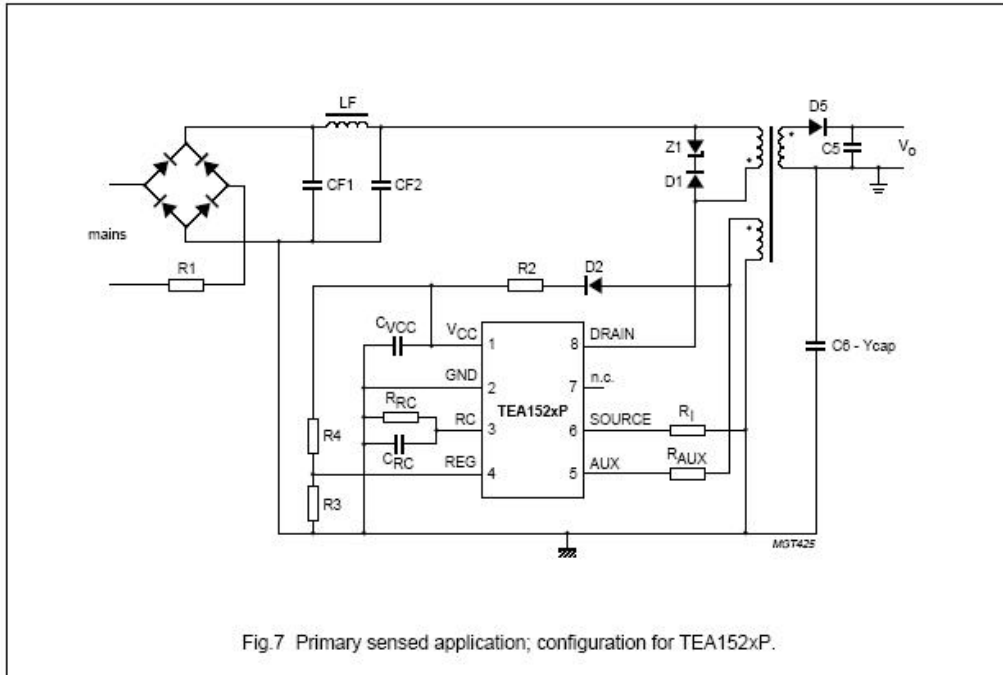 LF
D5
Z1
C5
Vo
CF1
CF2
D1
mains
R1
R2
D2
CVCC
VCC
1
8
DRAIN
C6 - Ycap
GND
2
7
n.c.
RRC
TEA152xP
RC
3
6
SOURCE
RI
R4
CRC
REG
4
5
AUX
RAUX
R3
MGT425
Fig.7 Primary sensed application; configuration for TEA152xP.